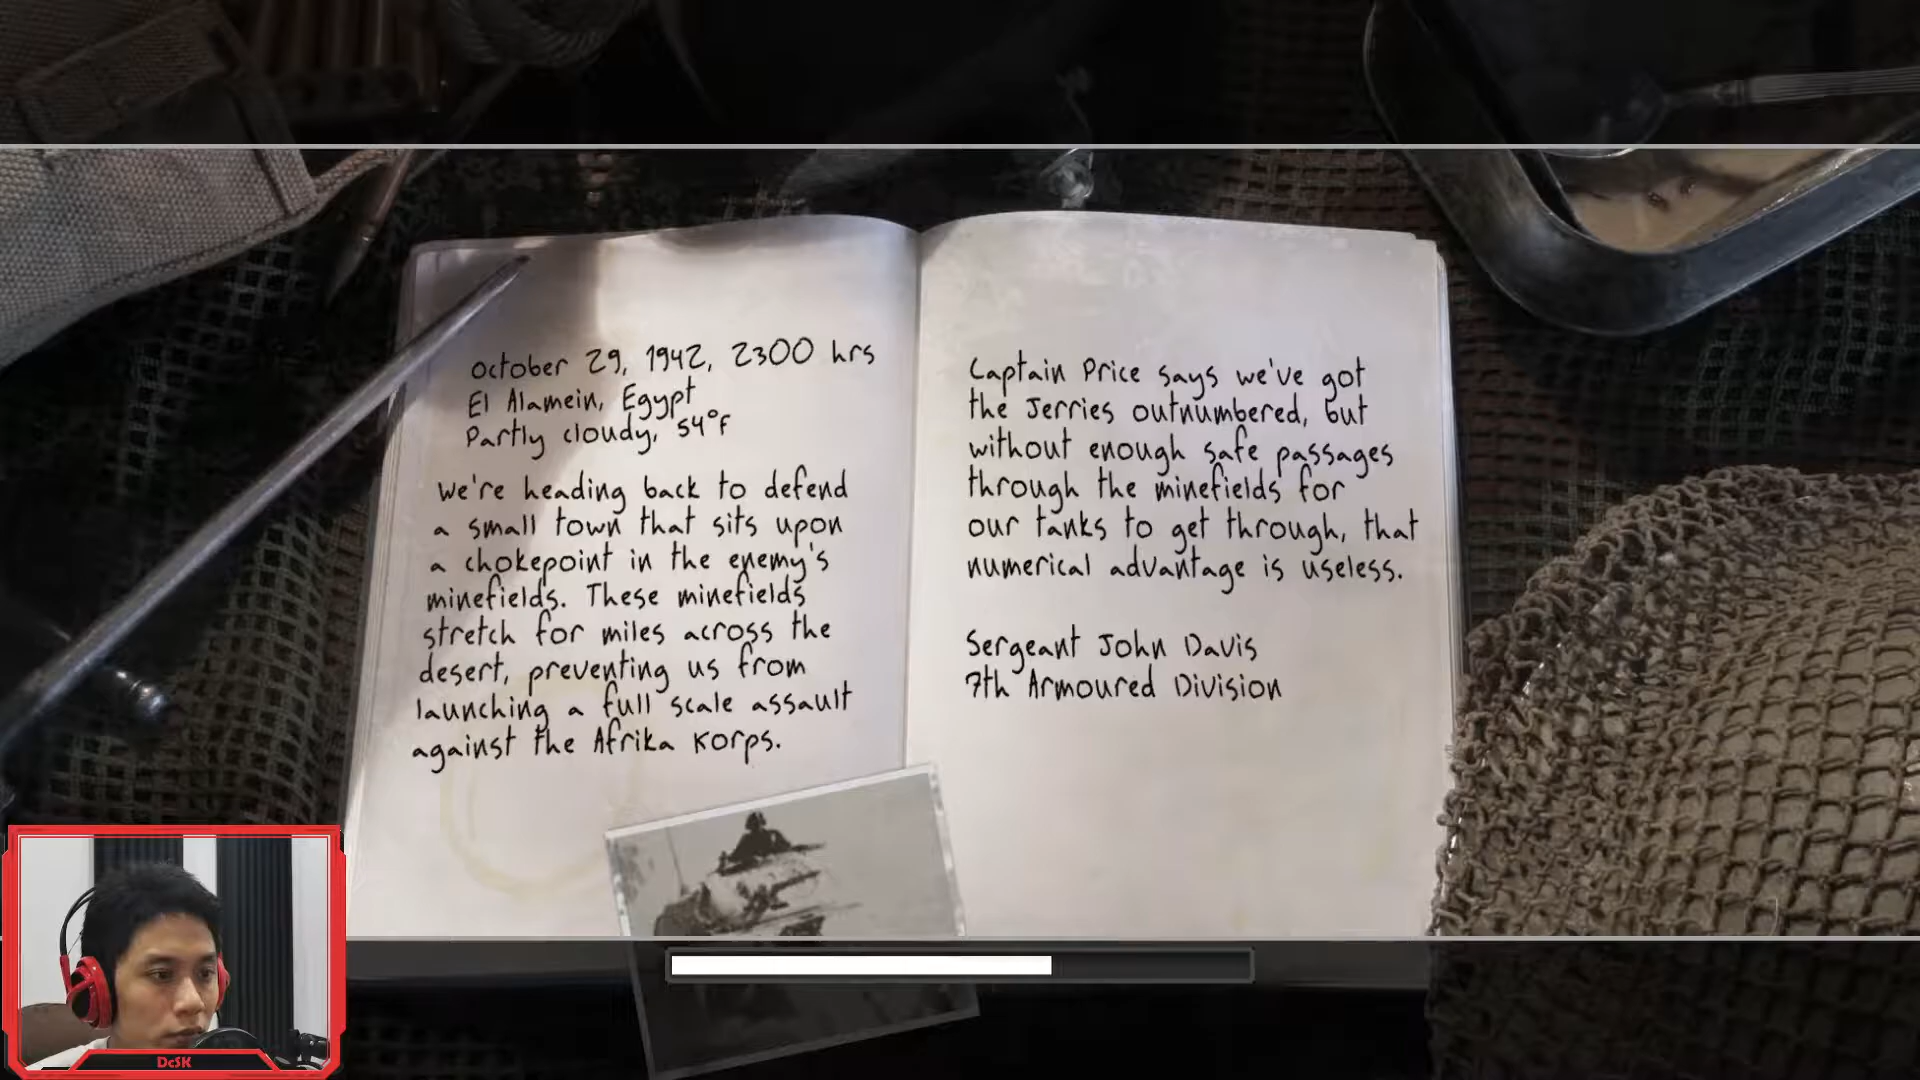 October 29, 1942, 2300 hrs
El Alamein, Egypt
Partly cloudy, 54°F
We're heading back to defend
a small town that sits upon
a chokepoint in the enemy's
minefields. These minefields
stretch for miles across the
desert, preventing us from
launching a full scale assault
against the Afrika Korps.
Captain Price says we've got
the Jerries outnumbered, but
without enough safe passages
through the minefields for
our tanks to get through, that
numerical advantage is useless.
Sergeant John Davis
7th Armoured Division
DcSK